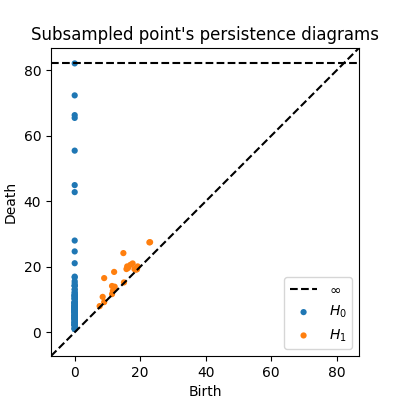 Subsampled point's persistence diagrams
Death
80
60
40
20
0
0 20 40 60 80
Birth
∞
H₀
H₁